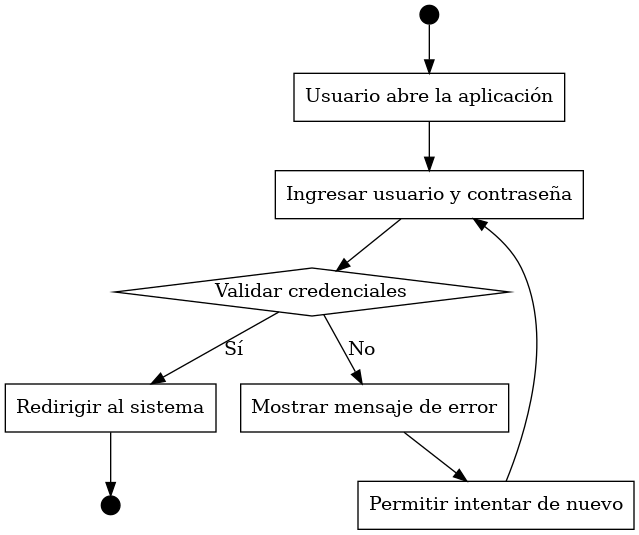 Usuario abre la aplicación
Ingresar usuario y contraseña
Validar credenciales
Sí
No
Redirigir al sistema
Mostrar mensaje de error
Permitir intentar de nuevo